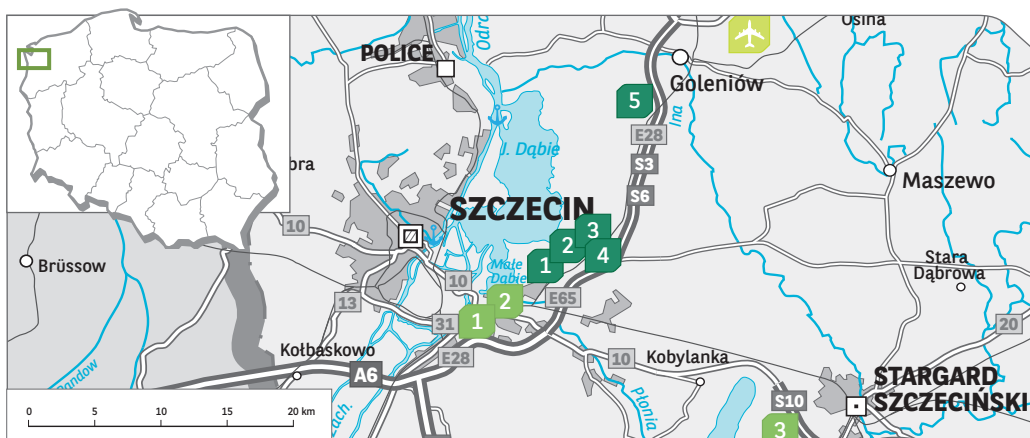 Osina
POLICE
Odra
Goleniów
5
Ina
E28
J. Dąbie
S3
bra
S6
Maszewo
SZCZECIN
10
3
2
4
1
Stara
Dąbrowa
Brüssow
Małe
Dąbie
10
E65
13
2
1
31
20
Kołbaskowo
E28
10
Kobylanka
A6
STARGARD
SZCZECIŃSKI
Randow
Płonia
S10
Zach.
3
0 5 10 15 20 km